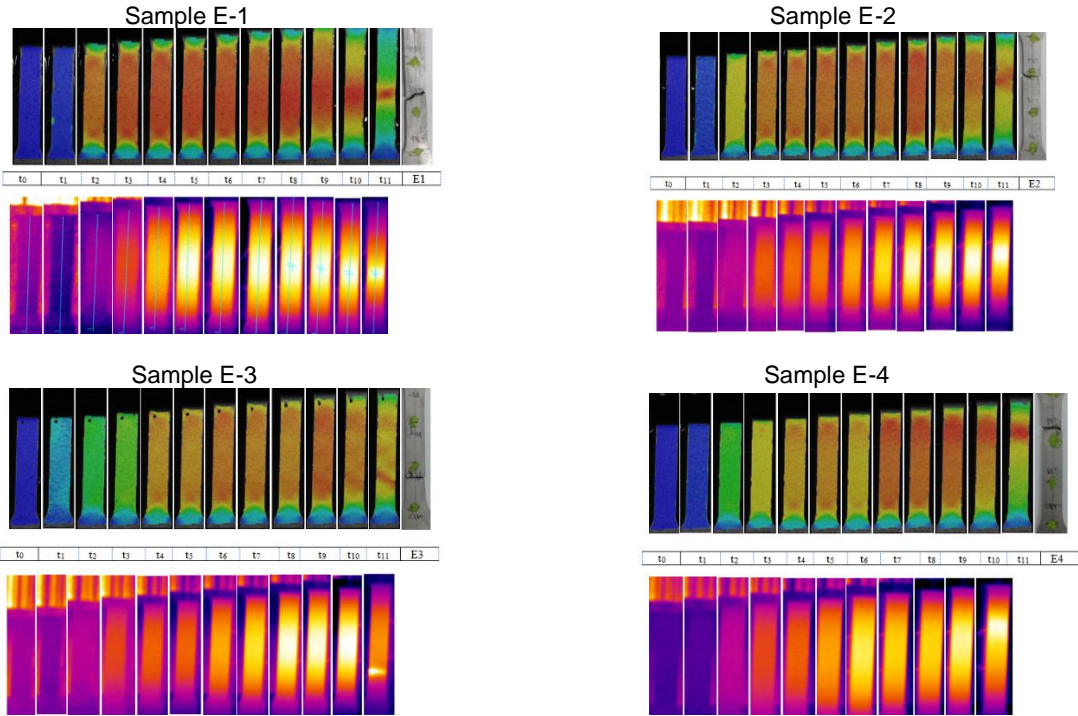 Sample E-1
t0 t1 t2 t3 t4 t5 t6 t7 t8 t9 t10 t11 E1
Sample E-2
t0 t1 t2 t3 t4 t5 t6 t7 t8 t9 t10 t11 E2
Sample E-3
t0 t1 t2 t3 t4 t5 t6 t7 t8 t9 t10 t11 E3
Sample E-4
t0 t1 t2 t3 t4 t5 t6 t7 t8 t9 t10 t11 E4